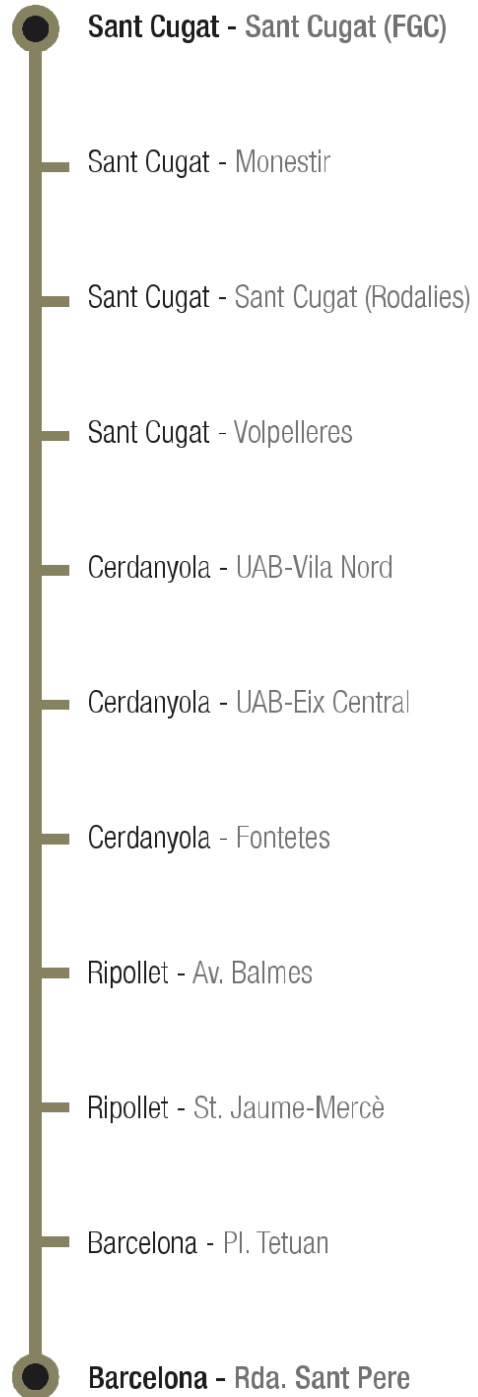 Sant Cugat - Sant Cugat (FGC)
Sant Cugat - Monestir
Sant Cugat - Sant Cugat (Rodalies)
Sant Cugat - Volpelleres
Cerdanyola - UAB-Vila Nord
Cerdanyola - UAB-Eix Central
Cerdanyola - Fontetes
Ripollet - Av. Balmes
Ripollet - St. Jaume-Mercè
Barcelona - Pl. Tetuan
Barcelona - Rda. Sant Pere